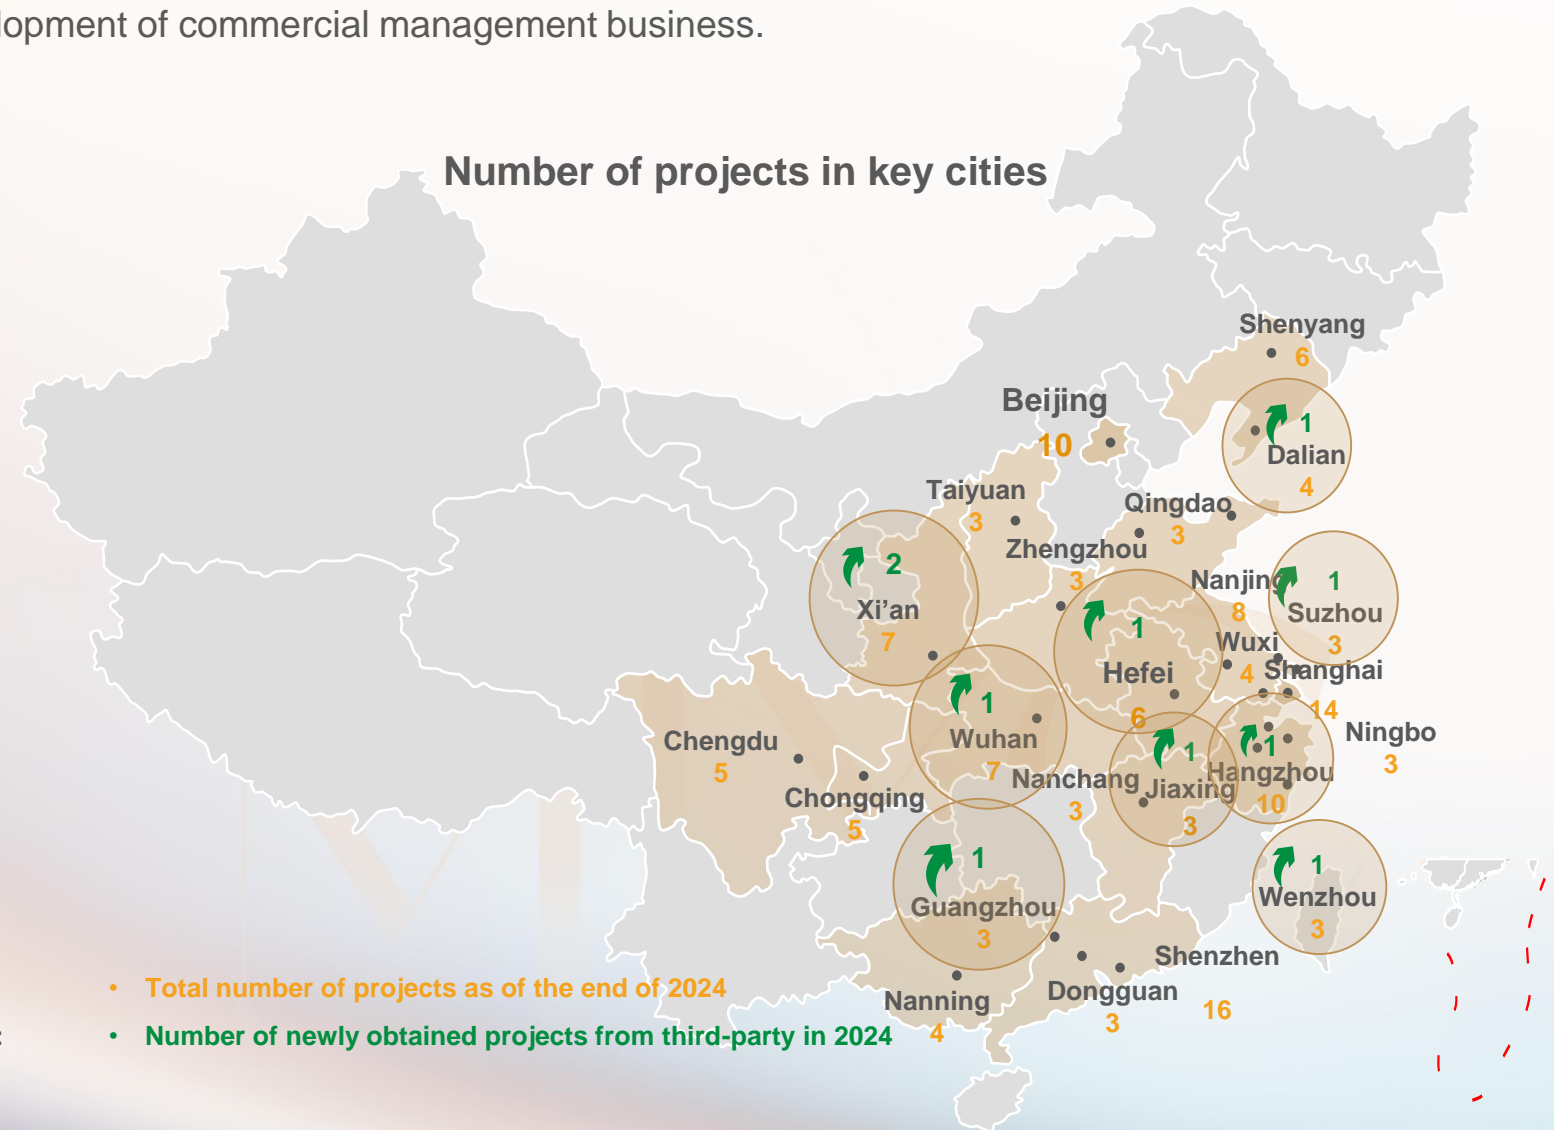 lopment of commercial management business.
Number of projects in key cities
Shenyang
6
Beijing
10
1
Dalian
4
Taiyuan
3
Qingdao
3
Zhengzhou
3
2
Xi’an
7
Nanjing
8
1
Suzhou
3
1
Hefei
6
Wuxi
4
Shanghai
14
1
Wuhan
7
Chengdu
5
Chongqing
5
Nanchang
3
1
Jiaxing
3
1
Hangzhou
10
Ningbo
3
1
Guangzhou
3
1
Wenzhou
3
Shenzhen
16
Dongguan
3
Nanning
4
• Total number of projects as of the end of 2024
: • Number of newly obtained projects from third-party in 2024